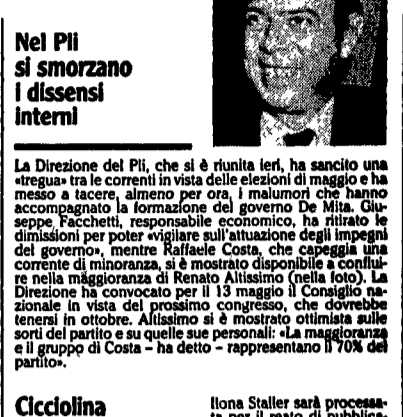 Nel Pli
si smorzano
i dissensi
interni
La Direzione del Pli, che si è riunita ieri, ha sancito una
«tregua» tra le correnti in vista delle elezioni di maggio e ha
messo a tacere, almeno per ora, i malumori che hanno
accompagnato la formazione del governo De Mita. Giu-
seppe Facchetti, responsabile economico, ha ritirato le
dimissioni per poter «vigilare sull'attuazione degli impegni
del governo», mentre Raffaele Costa, che capeggia una
corrente di minoranza, si è mostrato disponibile a conflui-
re nella maggioranza di Renato Altissimo (nella foto). La
Direzione ha convocato per il 13 maggio il Consiglio na-
zionale in vista del prossimo congresso, che dovrebbe
tenersi in ottobre. Altissimo si è mostrato ottimista sulle
sorti del partito e su quelle sue personali: «La maggioranza
e il gruppo di Costa – ha detto – rappresentano il 70% del
partito».
Cicciolina
Ilona Staller sarà processa-
ta per il reato di pubblica-